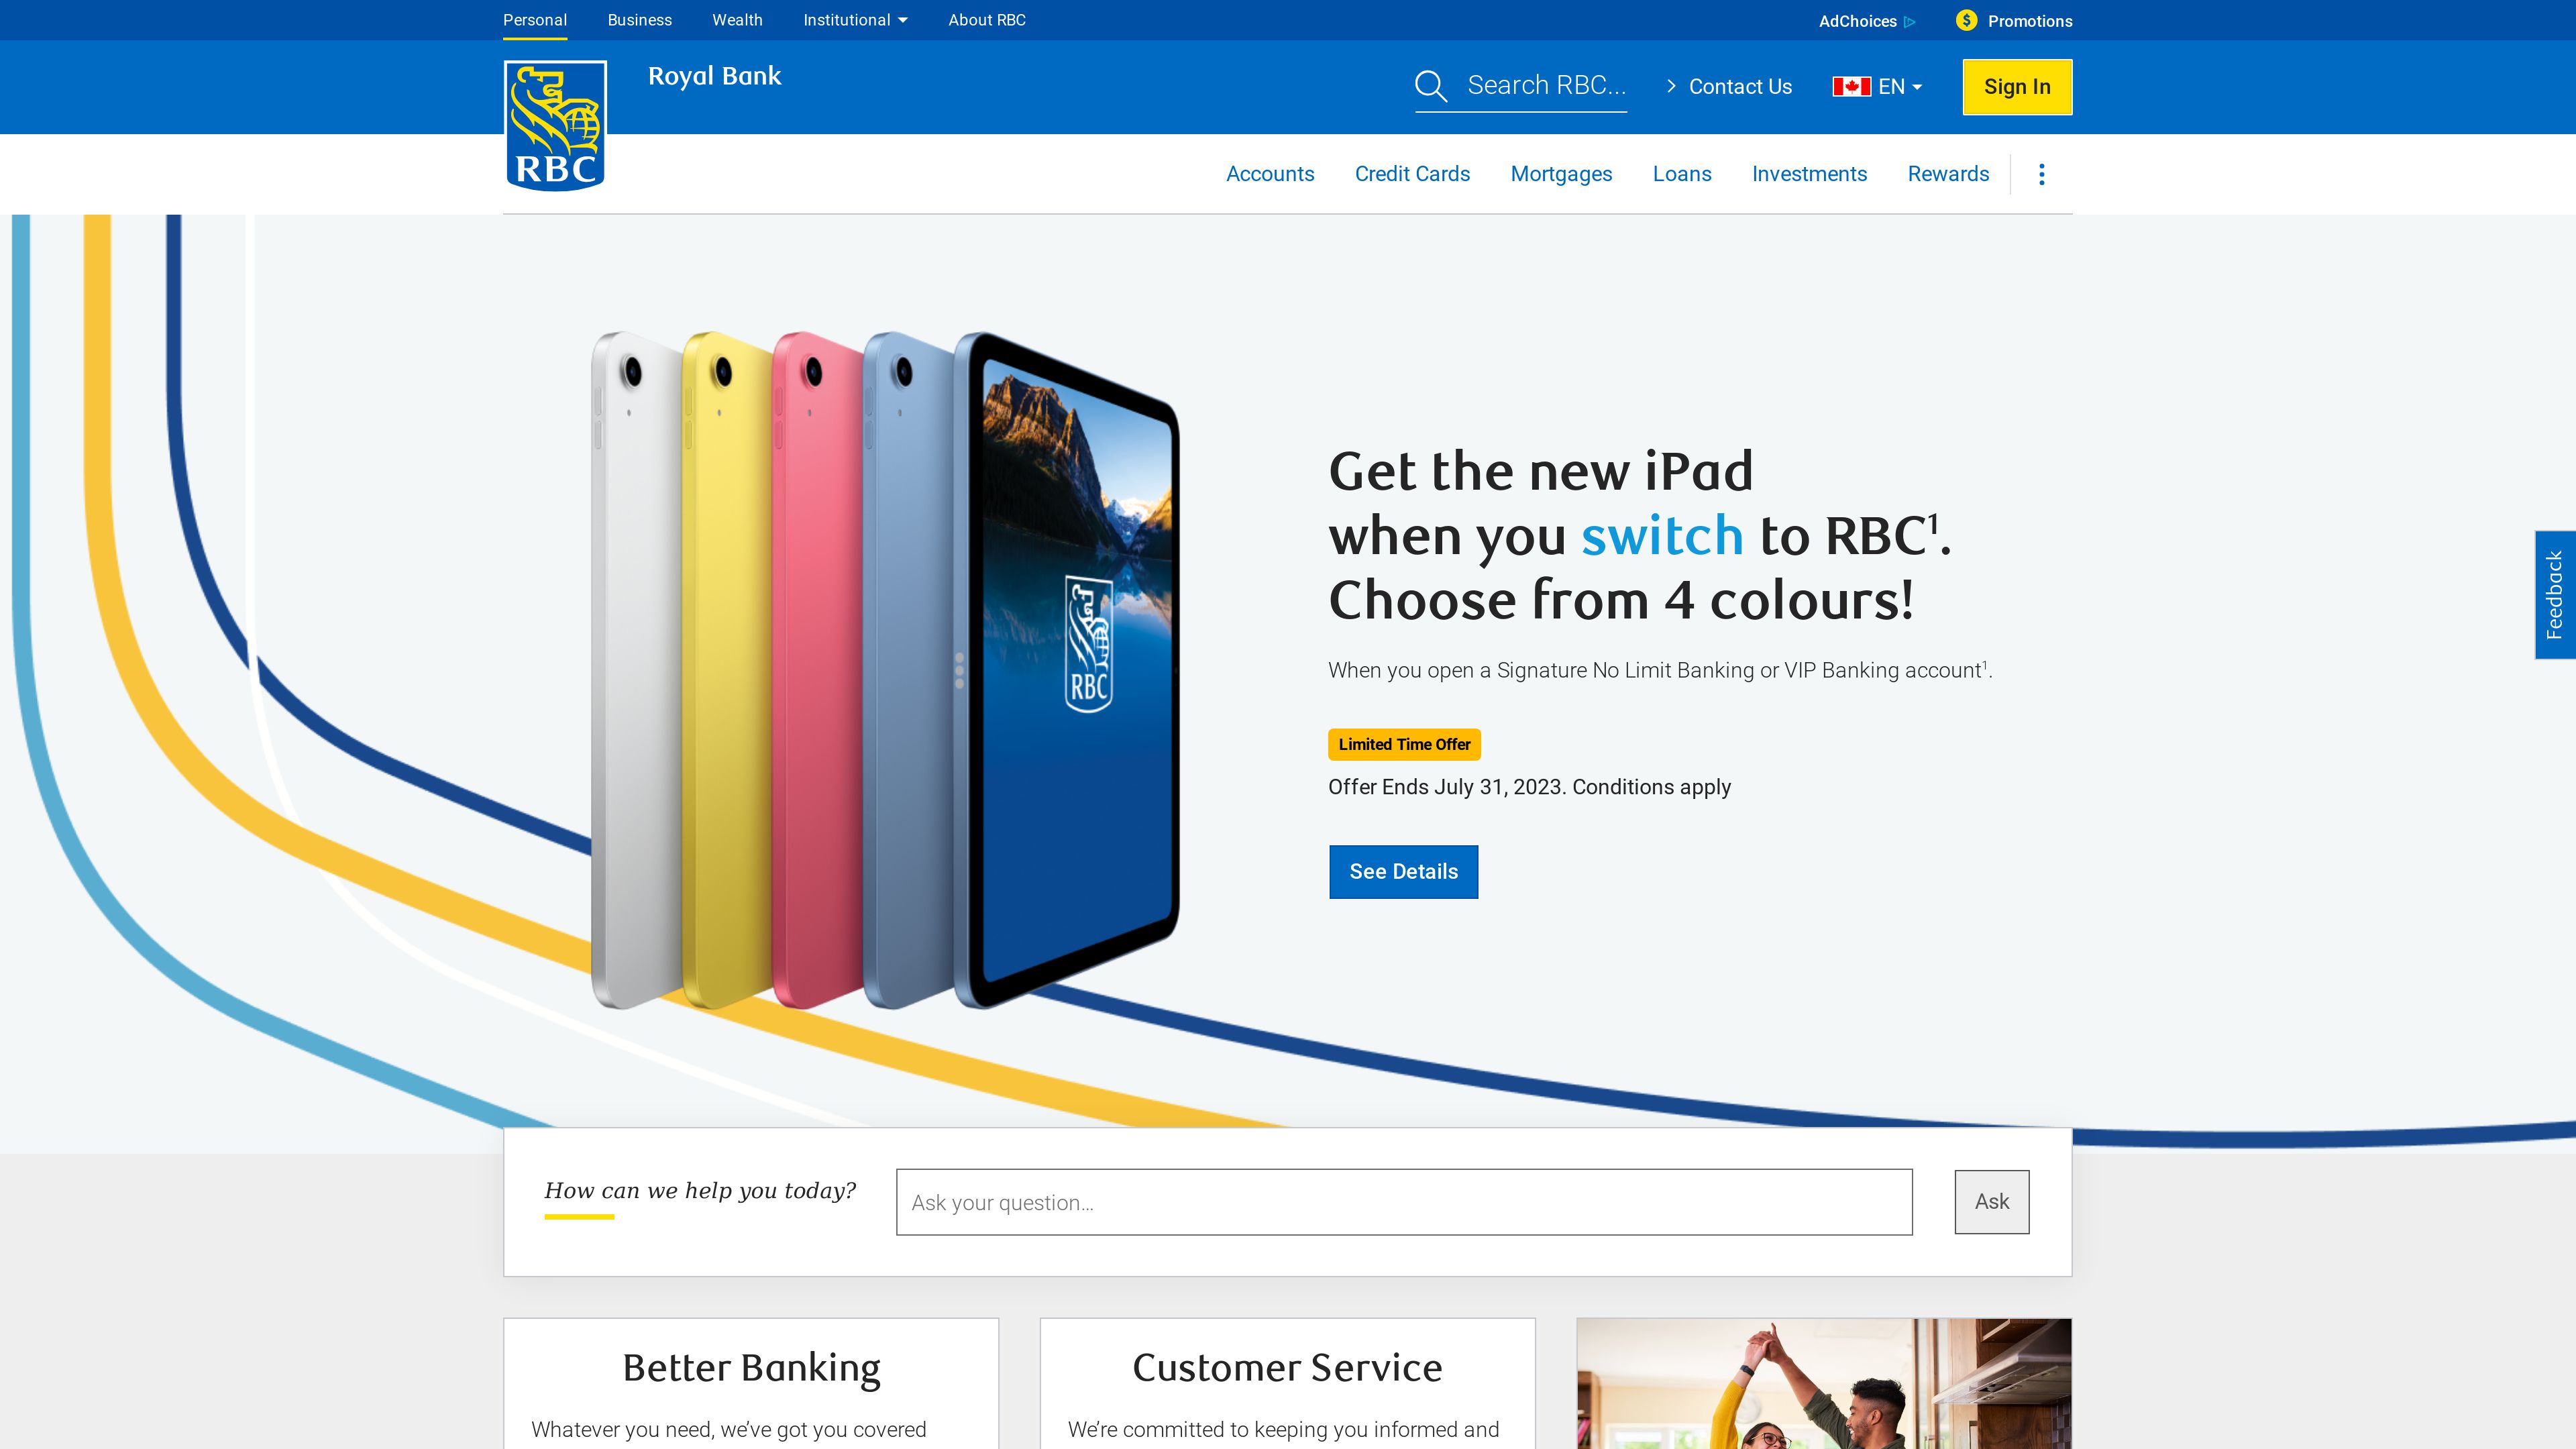 Personal Business Wealth Institutional About RBC AdChoices Promotions
Royal Bank Search RBC... Contact Us EN Sign In
RBC
Accounts Credit Cards Mortgages Loans Investments Rewards
Get the new iPad
when you switch to RBC¹.
Choose from 4 colours!
RBC
When you open a Signature No Limit Banking or VIP Banking account¹.
Limited Time Offer
Offer Ends July 31, 2023. Conditions apply
See Details
Feedback
How can we help you today? Ask your question... Ask
Better Banking
Whatever you need, we’ve got you covered
Customer Service
We’re committed to keeping you informed and